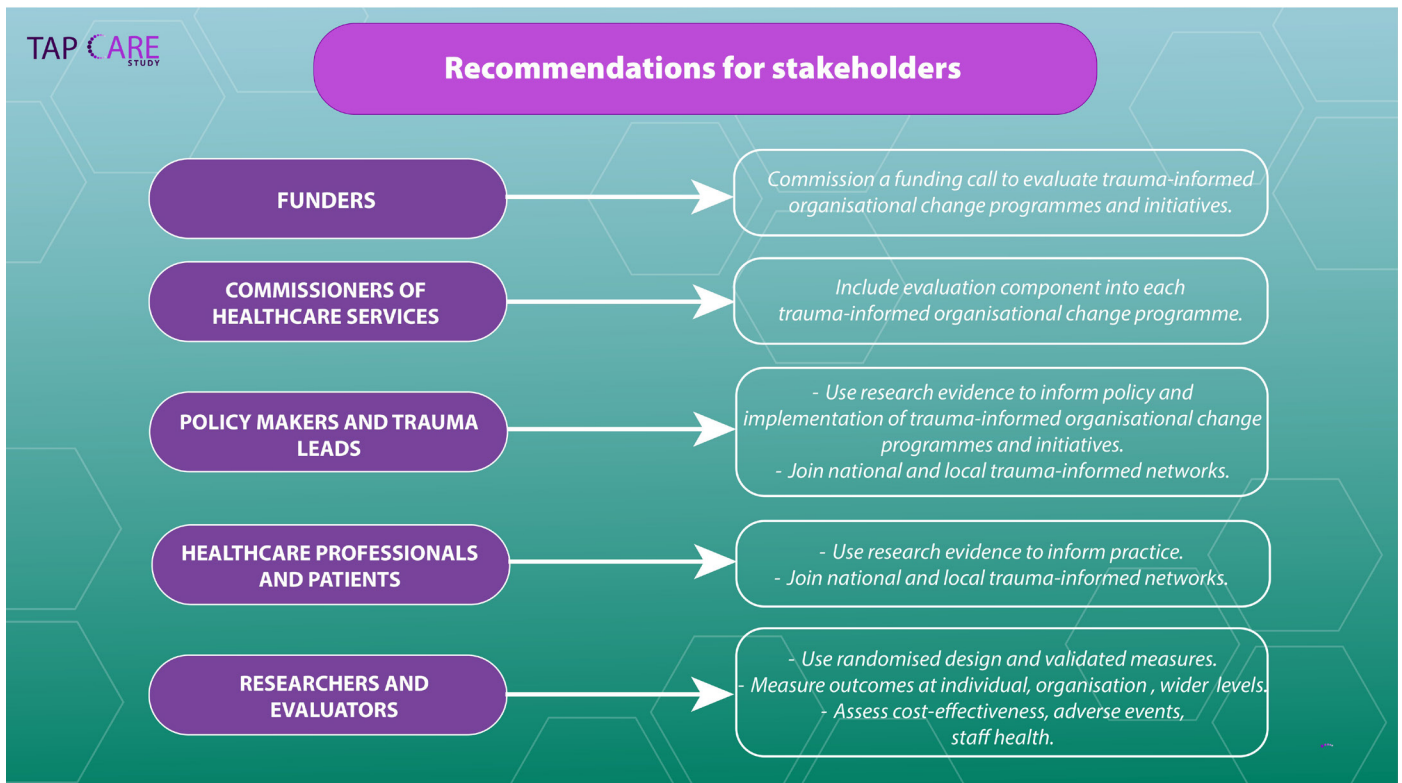 TAP CARE
STUDY
Recommendations for stakeholders
FUNDERS
Commission a funding call to evaluate trauma-informed
organisational change programmes and initiatives.
COMMISSIONERS OF
HEALTHCARE SERVICES
Include evaluation component into each
trauma-informed organisational change programme.
POLICY MAKERS AND TRAUMA
LEADS
- Use research evidence to inform policy and
implementation of trauma-informed organisational change
programmes and initiatives.
- Join national and local trauma-informed networks.
HEALTHCARE PROFESSIONALS
AND PATIENTS
- Use research evidence to inform practice.
- Join national and local trauma-informed networks.
RESEARCHERS AND
EVALUATORS
- Use randomised design and validated measures.
- Measure outcomes at individual, organisation , wider levels.
- Assess cost-effectiveness, adverse events,
staff health.